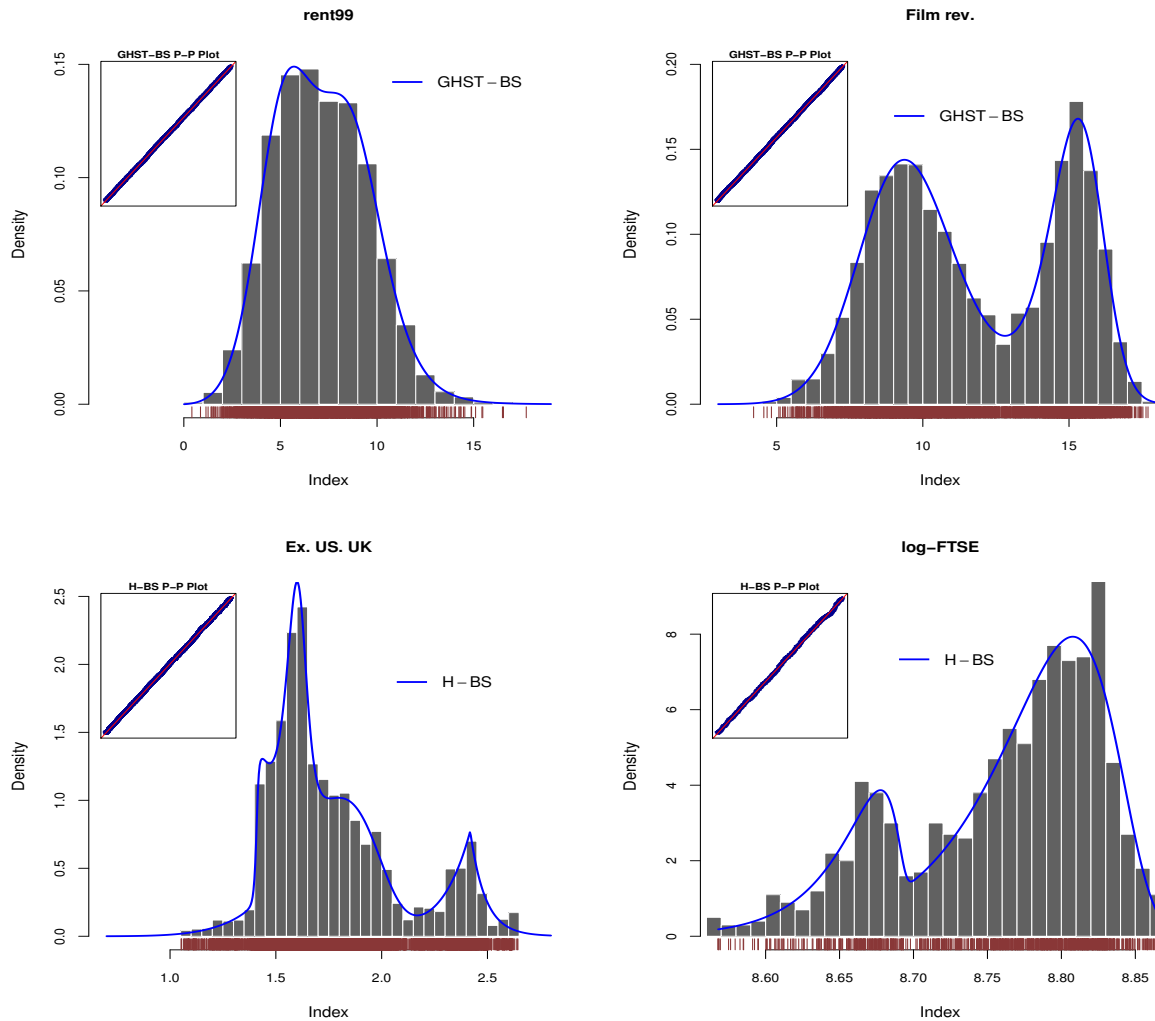 rent99
GHST−BS P−P Plot
GHST−BS
Density
0.00 0.05 0.10 0.15
0 5 10 15
Index
Film rev.
GHST−BS P−P Plot
GHST−BS
Density
0.00 0.05 0.10 0.15 0.20
5 10 15
Index
Ex. US. UK
H−BS P−P Plot
H−BS
Density
0.0 0.5 1.0 1.5 2.0 2.5
1.0 1.5 2.0 2.5
Index
log−FTSE
H−BS P−P Plot
H−BS
Density
0 2 4 6 8
8.60 8.65 8.70 8.75 8.80 8.85
Index